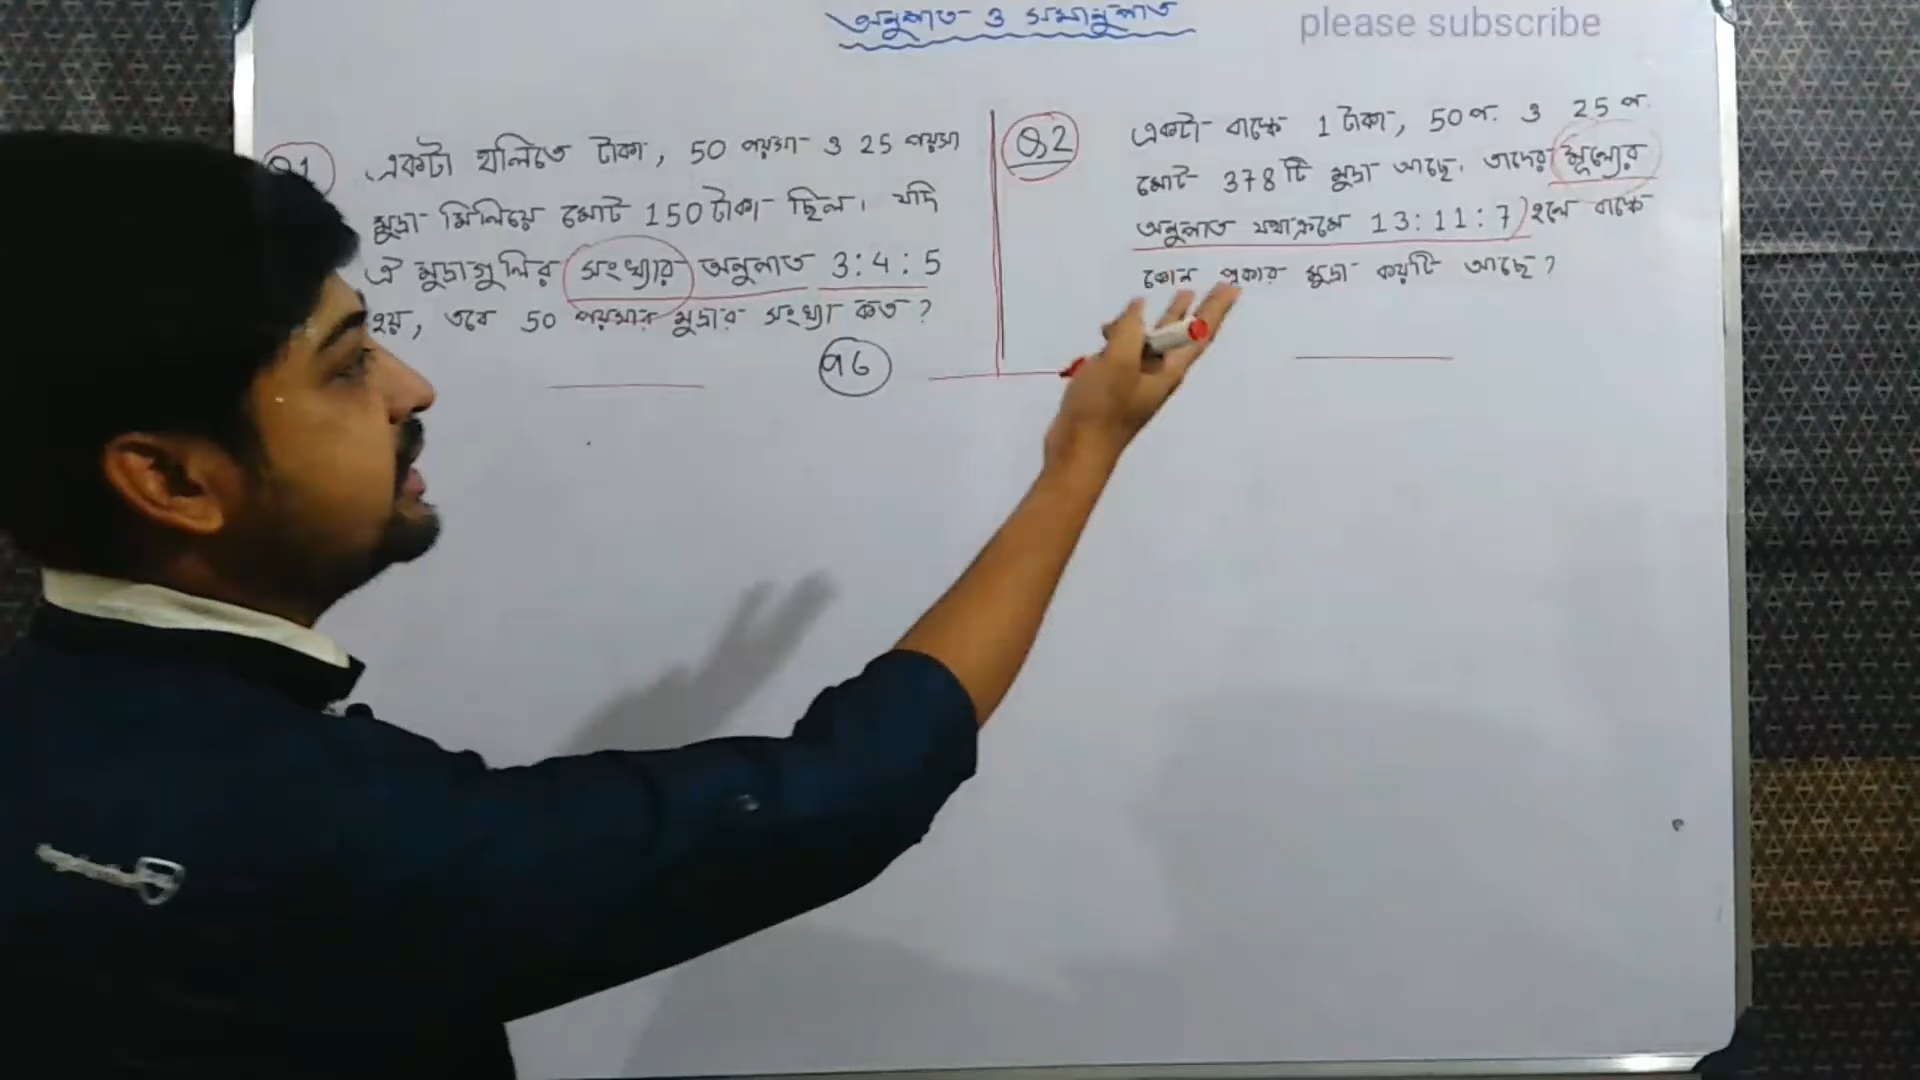 অনুপাত ও সমানুপাত
please subscribe
Q1
একটা থলিতে টাকা, 50 পয়সা ও 25 পয়সা
মুদ্রা মিলিয়ে মোট 150 টাকা ছিল। যদি
ঐ মুদ্রাগুলির সংখ্যার অনুপাত 3:4:5
হয়, তবে 50 পয়সার মুদ্রার সংখ্যা কত?
Q2
একটা বাক্সে 1 টাকা, 50 প. ও 25 প.
মোট 378 টি মুদ্রা আছে. তাদের মূল্যের
অনুপাত যথাক্রমে 13:11:7) হলে বাক্সে
কোন প্রকার মুদ্রা কয়টি আছে?